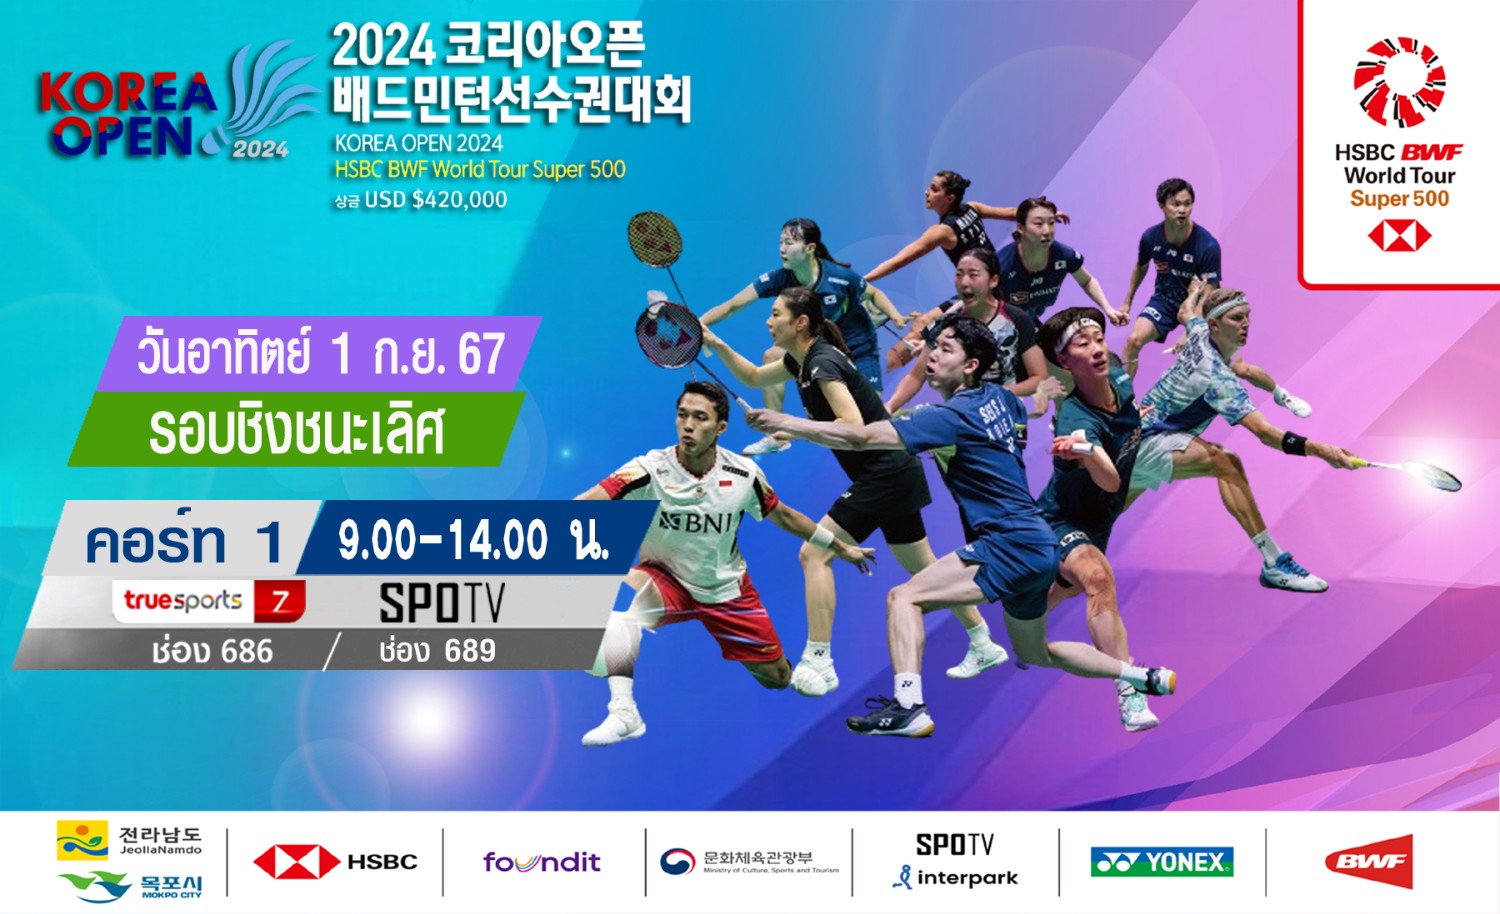 KOREA
OPEN
2024
2024 코리아오픈
배드민턴선수권대회
KOREA OPEN 2024
HSBC BWF World Tour Super 500
상금 USD $420,000
HSBC BWF
World Tour
Super 500
วันอาทิตย์ 1 ก.ย. 67
รอบชิงชนะเลิศ
คอร์ท 1
9.00-14.00 น.
truesports 7
SPOTV
ช่อง 686 / ช่อง 689
BNI
전라남도
JeollaNamdo
목포시
MOKPO CITY
HSBC
foundit
문화체육관광부
Ministry of Culture, Sports and Tourism
SPOTV
interpark
YONEX
BWF